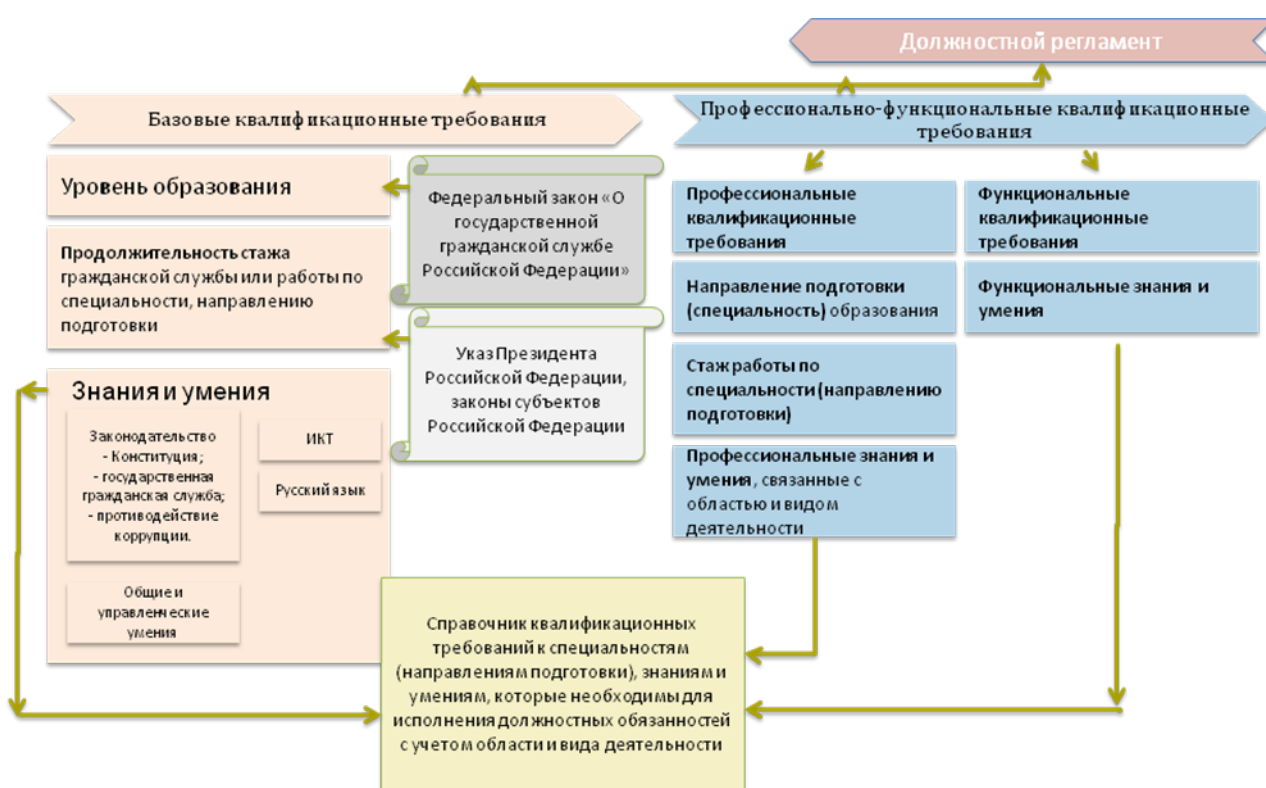 Должностной регламент
Базовые квалификационные требования
Профессионально-функциональные квалификационные
требования
Уровень образования
Продолжительность стажа
гражданской службы или работы по
специальности, направлению
подготовки
Знания и умения
Законодательство
- Конституция;
- государственная
гражданская служба;
- противодействие
коррупции.
ИКТ
Русский язык
Общие и
управленческие
умения
Федеральный закон «О
государственной
гражданской службе
Российской Федерации»
Указ Президента
Российской Федерации,
законы субъектов
Российской Федерации
Профессиональные
квалификационные
требования
Направление подготовки
(специальность) образования
Стаж работы по
специальности (направлению
подготовки)
Профессиональные знания и
умения, связанные с
областью и видом
деятельности
Функциональные
квалификационные
требования
Функциональные знания и
умения
Справочник квалификационных
требований к специальностям
(направлениям подготовки), знаниям и
умениям, которые необходимы для
исполнения должностных обязанностей
с учетом области и вида деятельности